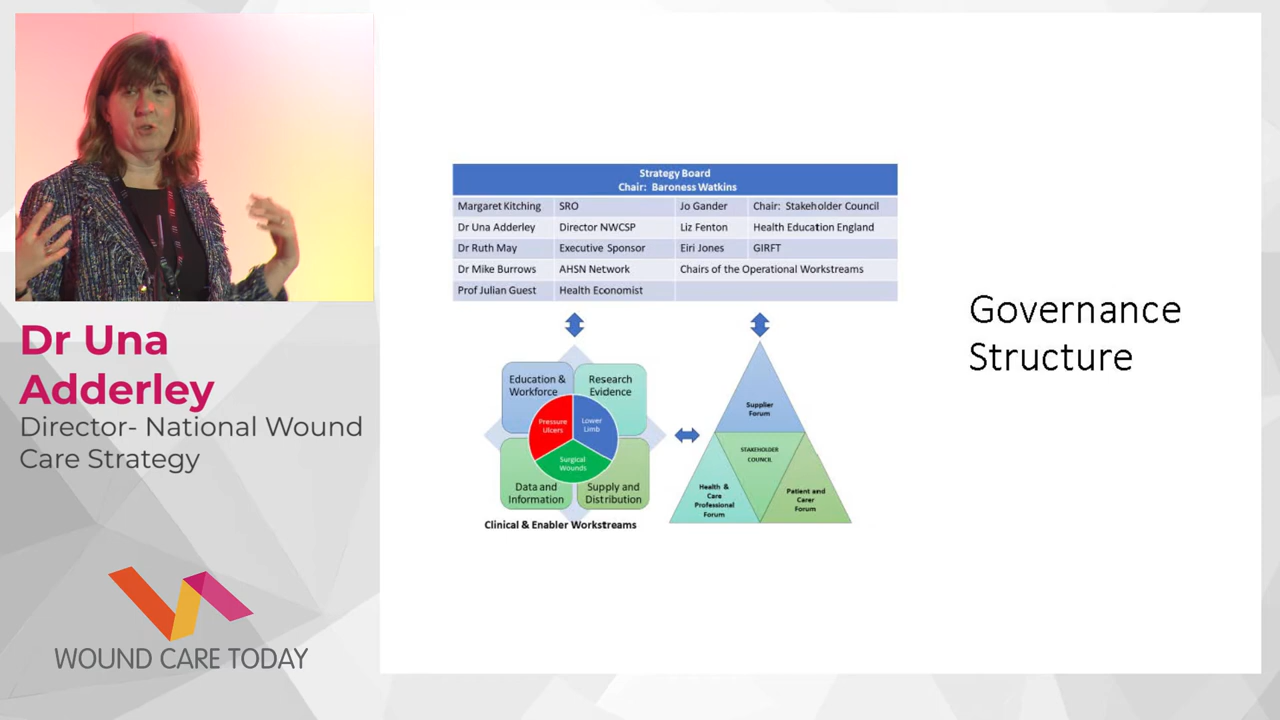 Dr Una
Adderley
Director- National Wound
Care Strategy
WOUND CARE TODAY
Strategy Board
Chair: Baroness Watkins
Margaret Kitching SRO Jo Gander Chair: Stakeholder Council
Dr Una Adderley Director NWCSP Liz Fenton Health Education England
Dr Ruth May Executive Sponsor Eiri Jones GIRFT
Dr Mike Burrows AHSN Network Chairs of the Operational Workstreams
Prof Julian Guest Health Economist
Education &
Workforce
Research
Evidence
Pressure
Ulcers
Lower
Limb
Surgical
Wounds
Data and
Information
Supply and
Distribution
Clinical & Enabler Workstreams
Supplier
Forum
STAKEHOLDER
COUNCIL
Health &
Care
Professional
Forum
Patient and
Carer
Forum
Governance
Structure